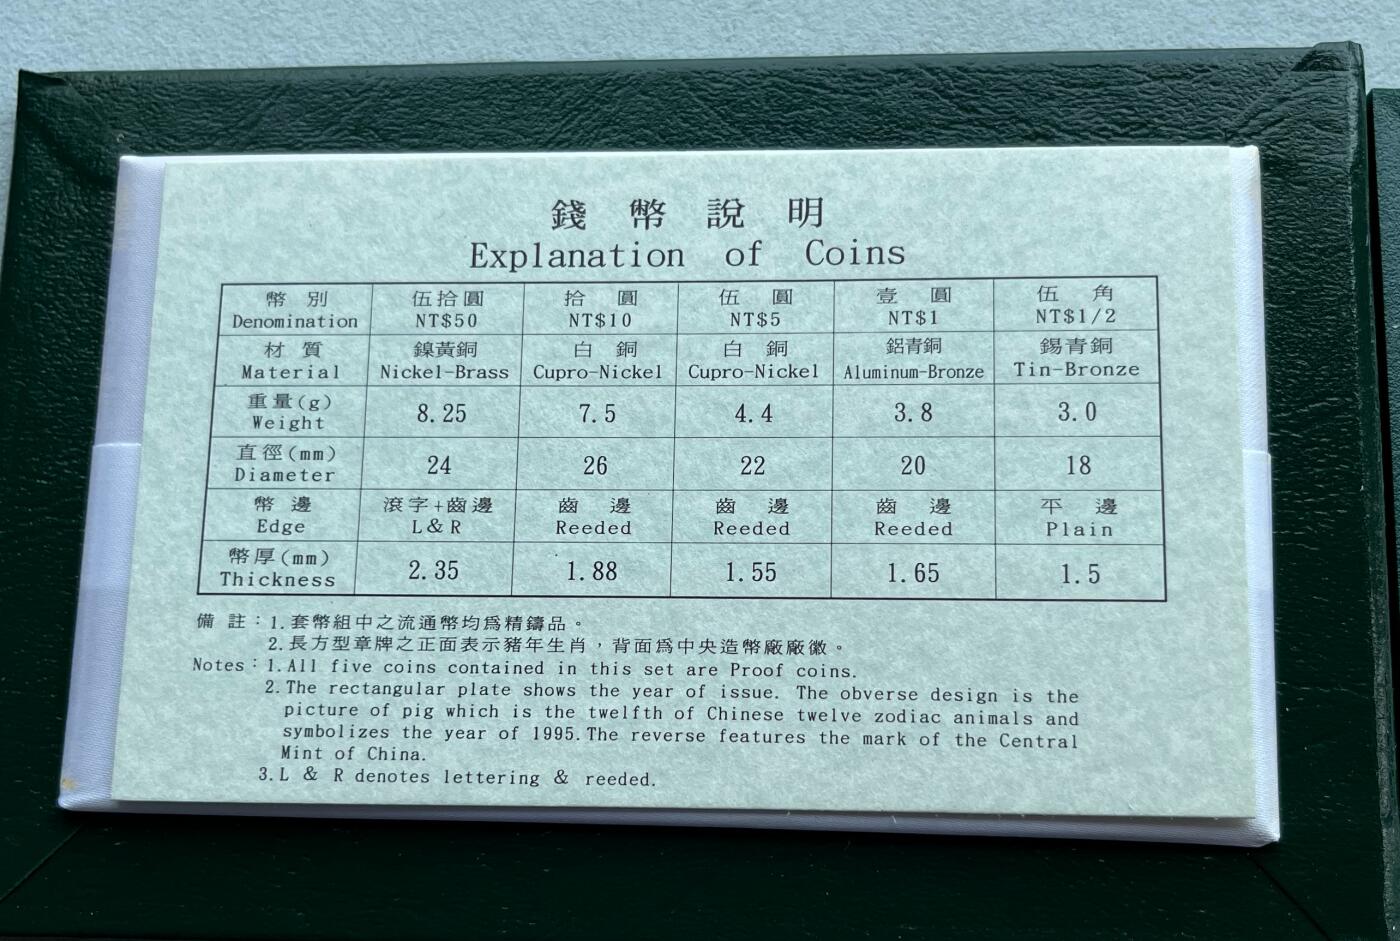 錢幣說明
Explanation of Coins
幣別 伍拾圓 拾圓 伍圓 壹圓 伍角
Denomination NT$50 NT$10 NT$5 NT$1 NT$1/2
材質 鎳黃銅 白銅 白銅 鋁青銅 錫青銅
Material Nickel-Brass Cupro-Nickel Cupro-Nickel Aluminum-Bronze Tin-Bronze
重量(g) 8.25 7.5 4.4 3.8 3.0
Weight
直徑(mm) 24 26 22 20 18
Diameter
幣邊 滾字+齒邊 齒邊 齒邊 齒邊 平邊
Edge L&R Reeded Reeded Reeded Plain
幣厚(mm) 2.35 1.88 1.55 1.65 1.5
Thickness
備註：1.套幣組中之流通幣均爲精鑄品。
2.長方型章牌之正面表示豬年生肖，背面爲中央造幣廠廠徽。
Notes：1.All five coins contained in this set are Proof coins.
2.The rectangular plate shows the year of issue. The obverse design is the
picture of pig which is the twelfth of Chinese twelve zodiac animals and
symbolizes the year of 1995.The reverse features the mark of the Central
Mint of China.
3.L & R denotes lettering & reeded.